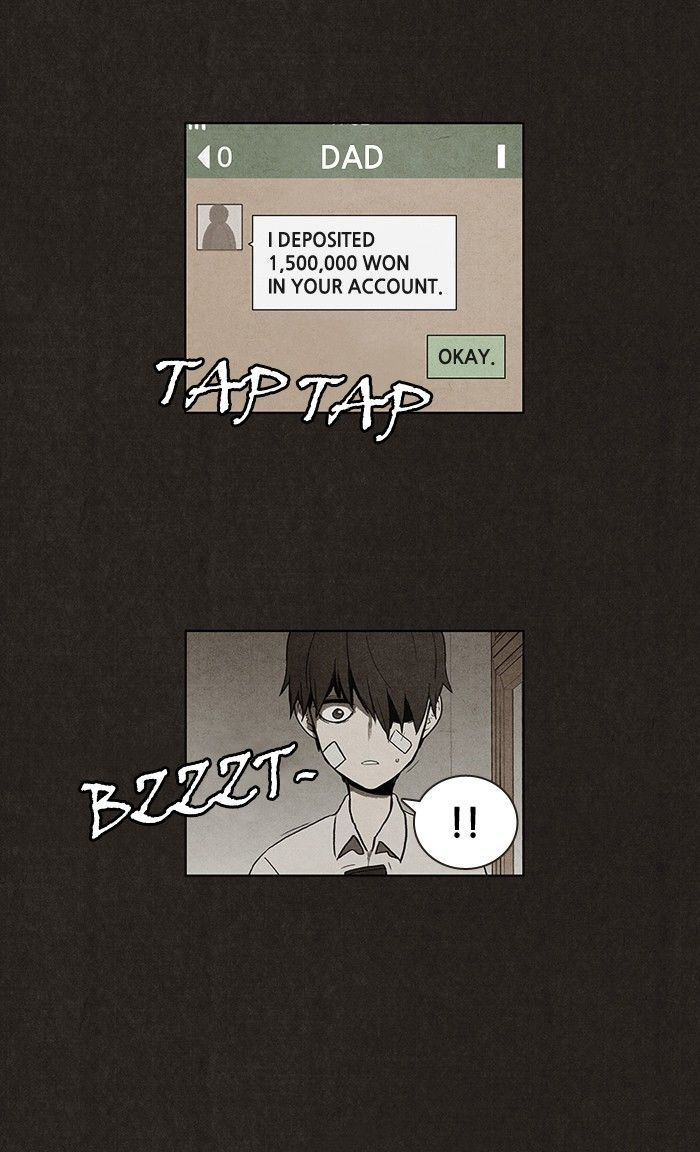 0 DAD
I DEPOSITED
1,500,000 WON
IN YOUR ACCOUNT.
OKAY.
TAP TAP
BZZZT-
!!